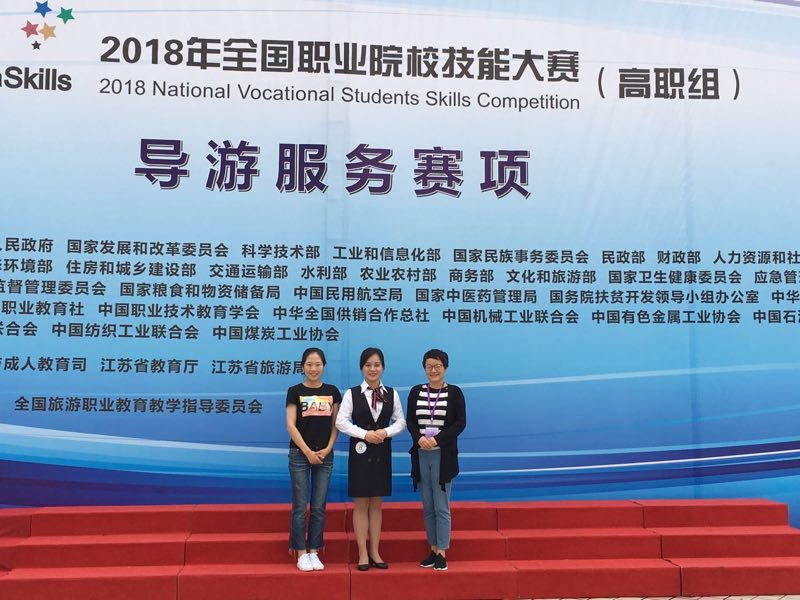 aSkills
2018年全国职业院校技能大赛（高职组）
2018 National Vocational Students Skills Competition
导游服务赛项
人民政府 国家发展和改革委员会 科学技术部 工业和信息化部 国家民族事务委员会 民政部 财政部 人力资源和社
环境部 住房和城乡建设部 交通运输部 水利部 农业农村部 商务部 文化和旅游部 国家卫生健康委员会 应急管
监督管理委员会 国家粮食和物资储备局 中国民用航空局 国家中医药管理局 国务院扶贫开发领导小组办公室 中华
职业教育社 中国职业技术教育学会 中华全国供销合作总社 中国机械工业联合会 中国有色金属工业协会 中国石
联合会 中国纺织工业联合会 中国煤炭工业协会
成人教育司 江苏省教育厅 江苏省旅游局
全国旅游职业教育教学指导委员会
BABY